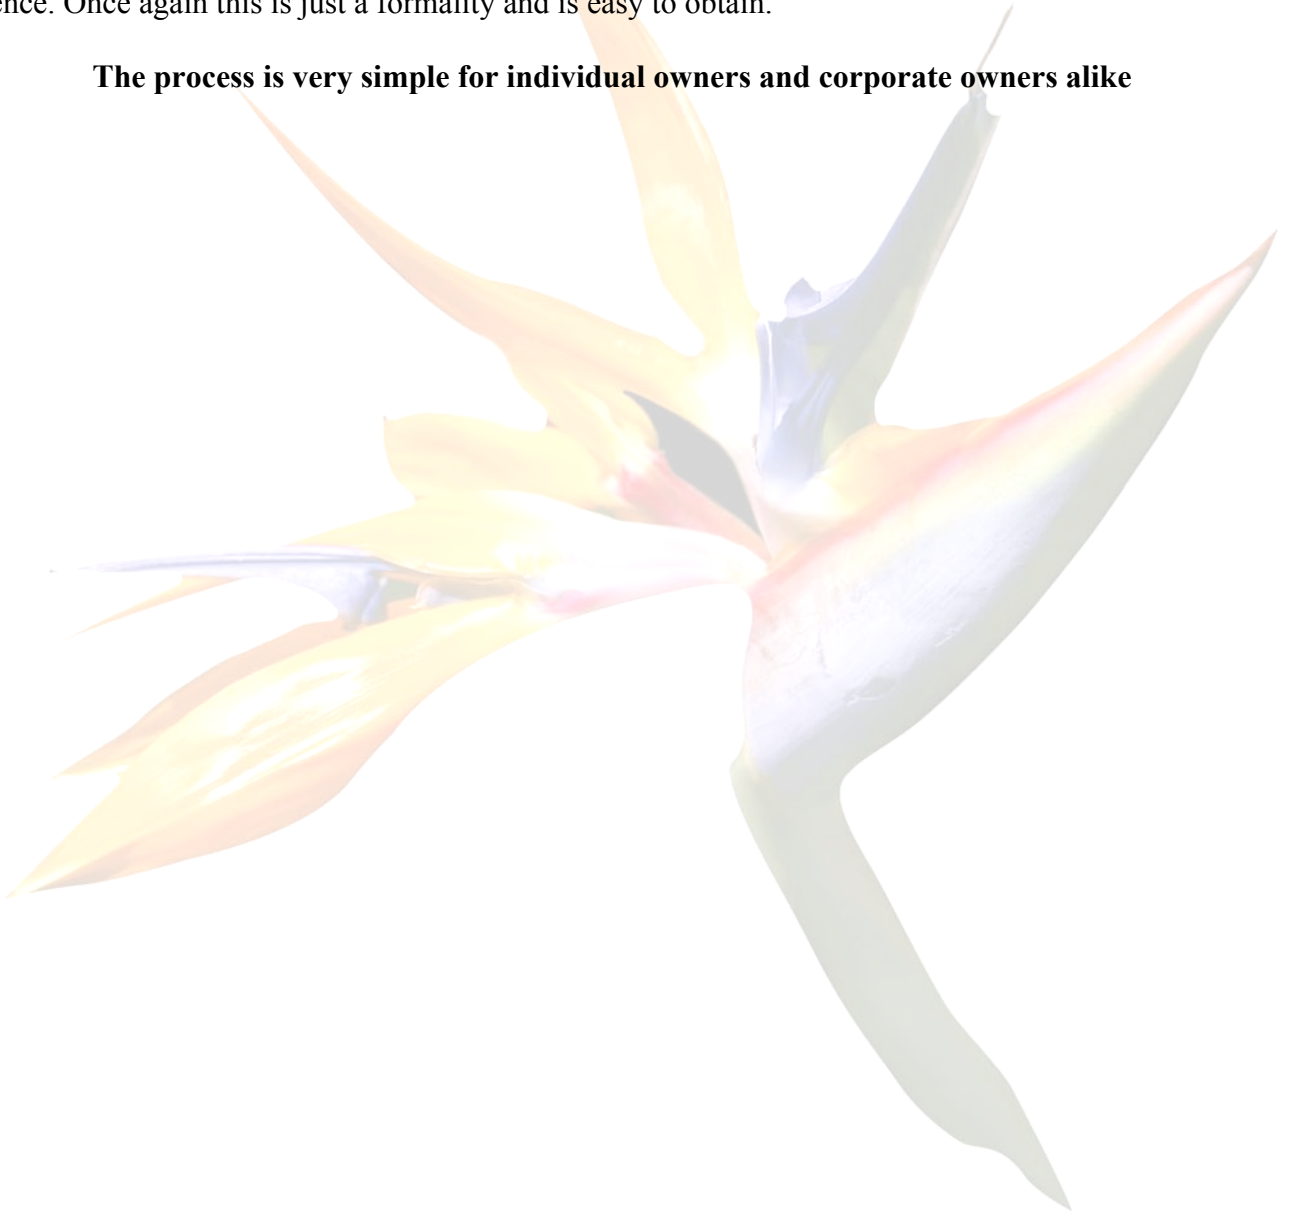 ence. Once again this is just a formality and is easy to obtain.
The process is very simple for individual owners and corporate owners alike